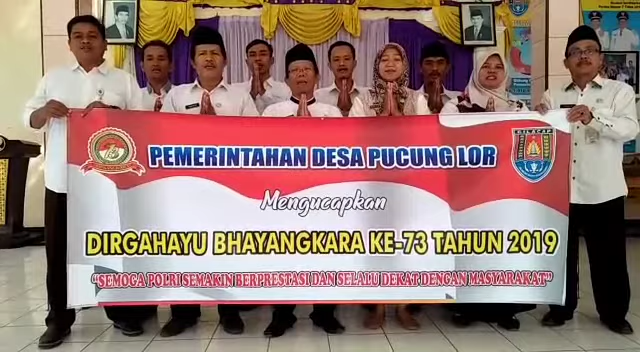 PEMERINTAHAN DESA PUCUNG LOR
CILACAP
Mengucapkan
DIRGAHAYU BHAYANGKARA KE-73 TAHUN 2019
"SEMOGA POLRI SEMAKIN BERPRESTASI DAN SELALU DEKAT DENGAN MASYARAKAT"